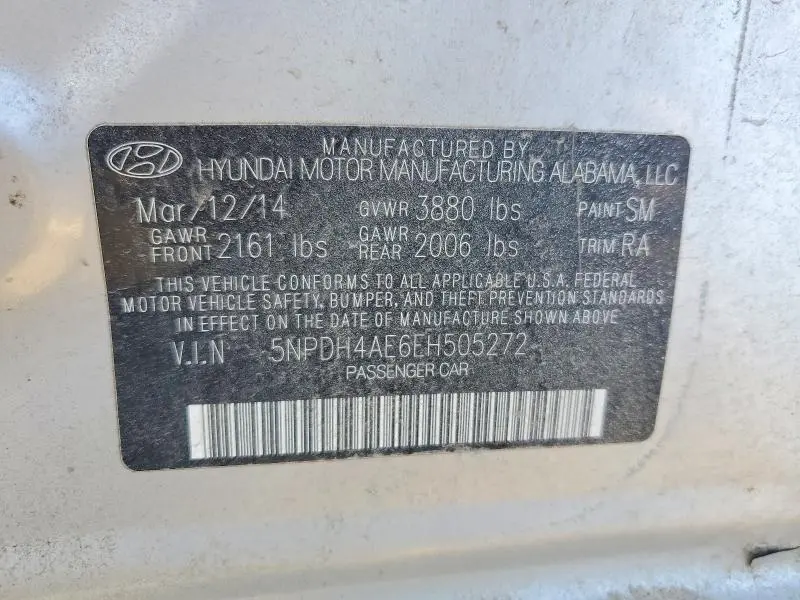 MANUFACTURED BY
HYUNDAI MOTOR MANUFACTURING ALABAMA, LLC
Mar/12/14 GVWR 3880 lbs PAINT SM
GAWR FRONT 2161 lbs GAWR REAR 2006 lbs TRIM RA
THIS VEHICLE CONFORMS TO ALL APPLICABLE U.S.A. FEDERAL
MOTOR VEHICLE SAFETY, BUMPER, AND THEFT PREVENTION STANDARDS
IN EFFECT ON THE DATE OF MANUFACTURE SHOWN ABOVE
V.I.N 5NPDH4AE6EH505272
PASSENGER CAR